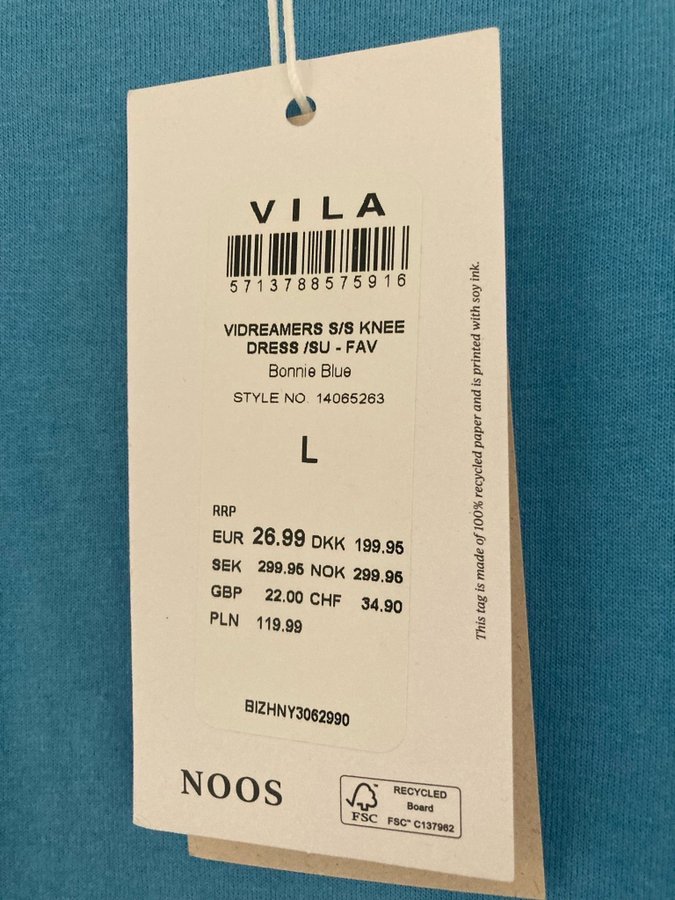 VILA
5713788575916
VIDREAMERS S/S KNEE
DRESS /SU - FAV
Bonnie Blue
STYLE NO. 14065263
L
RRP
EUR 26.99 DKK 199.95
SEK 299.95 NOK 299.95
GBP 22.00 CHF 34.90
PLN 119.99
BIZHNY3062990
NOOS
FSC
RECYCLED
Board
FSC™ C137962
This tag is made of 100% recycled paper and is printed with soy ink.